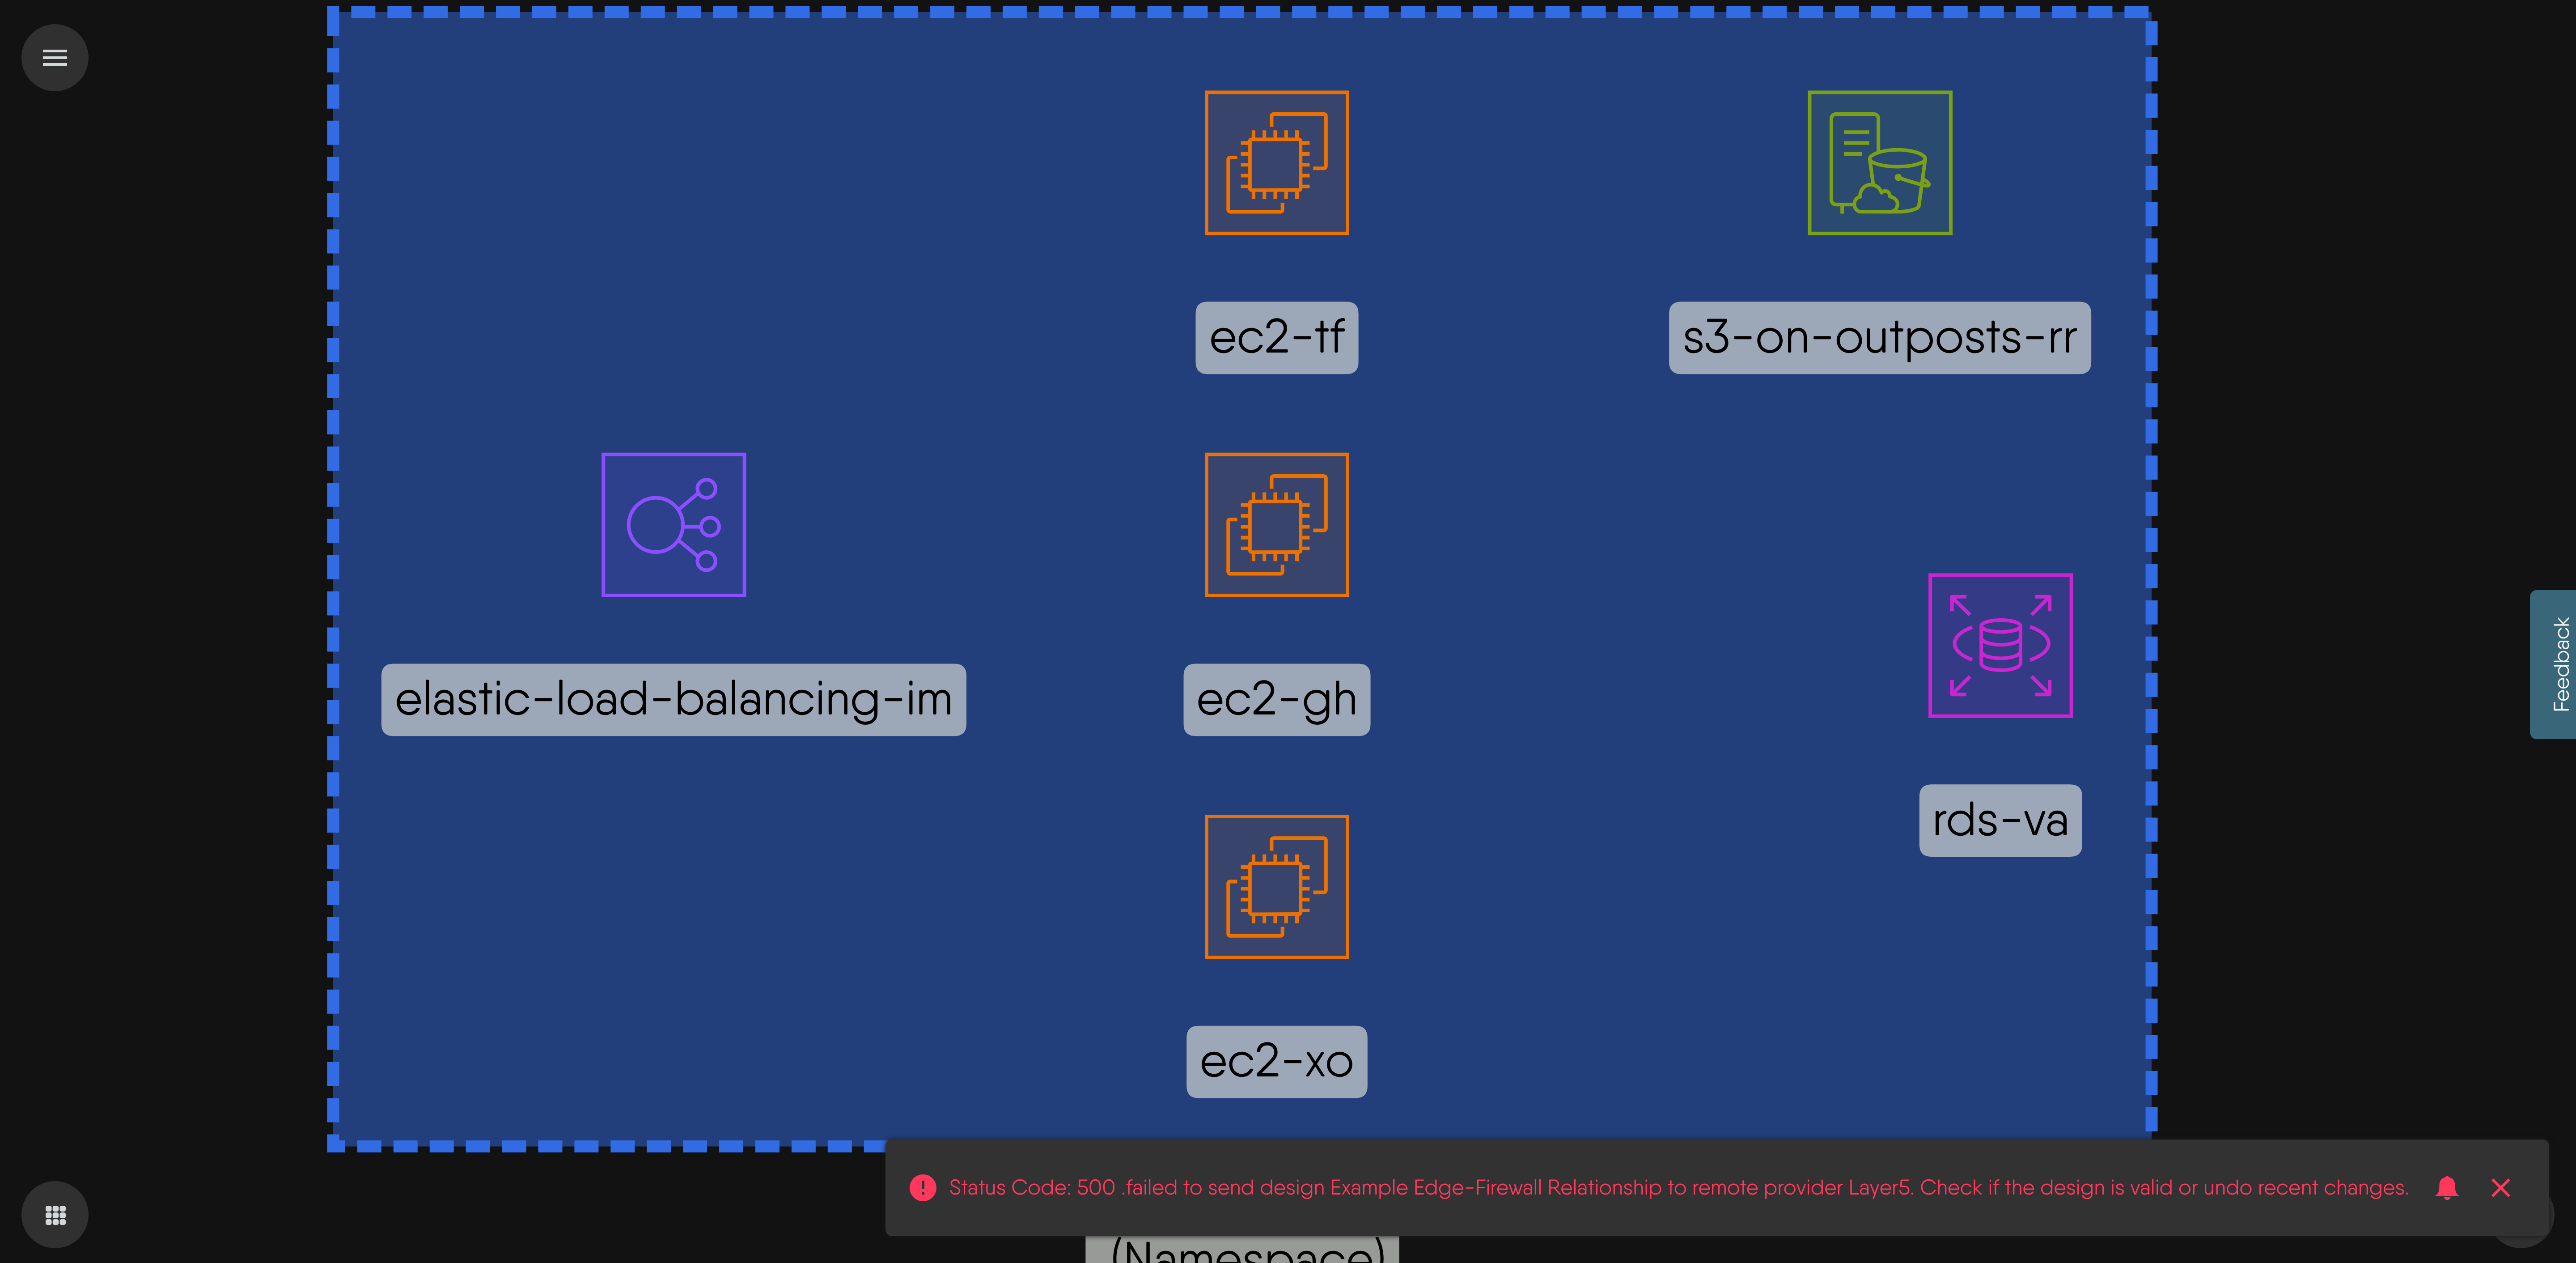 ec2-tf
s3-on-outposts-rr
elastic-load-balancing-im
ec2-gh
rds-va
ec2-xo
Feedback
Status Code: 500 .failed to send design Example Edge-Firewall Relationship to remote provider Layer5. Check if the design is valid or undo recent changes.
(Namespace)